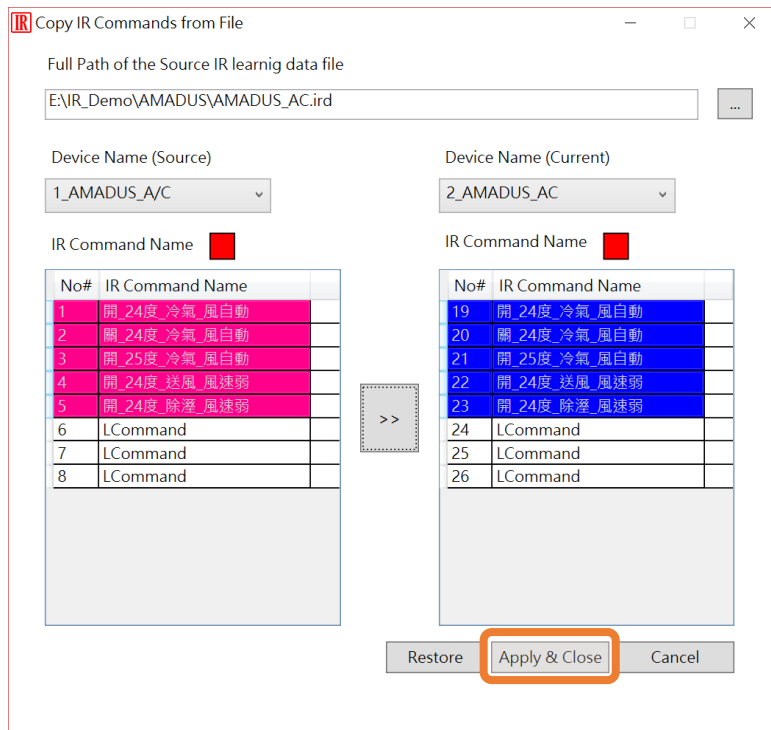 IR Copy IR Commands from File
Full Path of the Source IR learnig data file
E:\IR_Demo\AMADUS\AMADUS_AC.ird
...
Device Name (Source)
Device Name (Current)
1_AMADUS_A/C
2_AMADUS_AC
IR Command Name
IR Command Name
No# IR Command Name
1 開_24度_冷氣_風自動
2 關_24度_冷氣_風自動
3 開_25度_冷氣_風自動
4 開_24度_送風_風速弱
5 開_24度_除溼_風速弱
6 LCommand
7 LCommand
8 LCommand
>>
No# IR Command Name
19 開_24度_冷氣_風自動
20 關_24度_冷氣_風自動
21 開_25度_冷氣_風自動
22 開_24度_送風_風速弱
23 開_24度_除溼_風速弱
24 LCommand
25 LCommand
26 LCommand
Restore Apply & Close Cancel